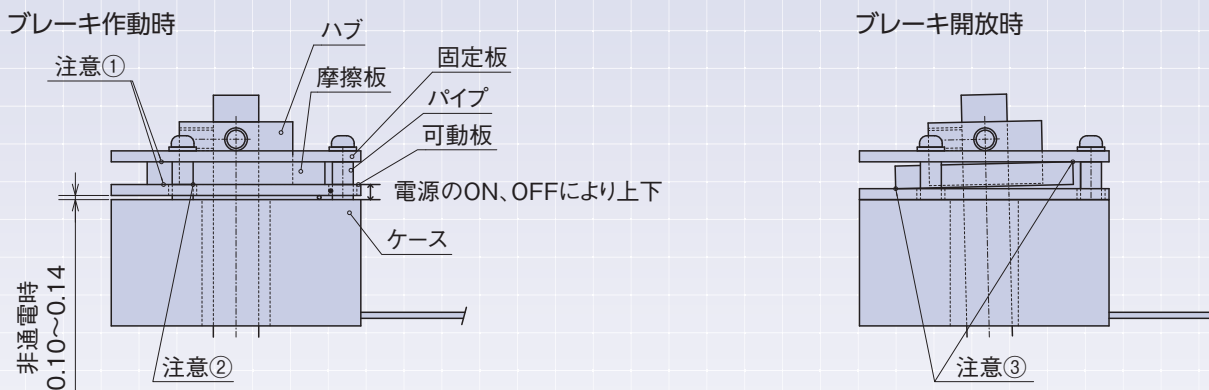 ブレーキ作動時
ハブ
固定板
注意①
摩擦板
パイプ
可動板
電源のON、OFFにより上下
ケース
非通電時
0.10～0.14
注意②
ブレーキ開放時
注意③